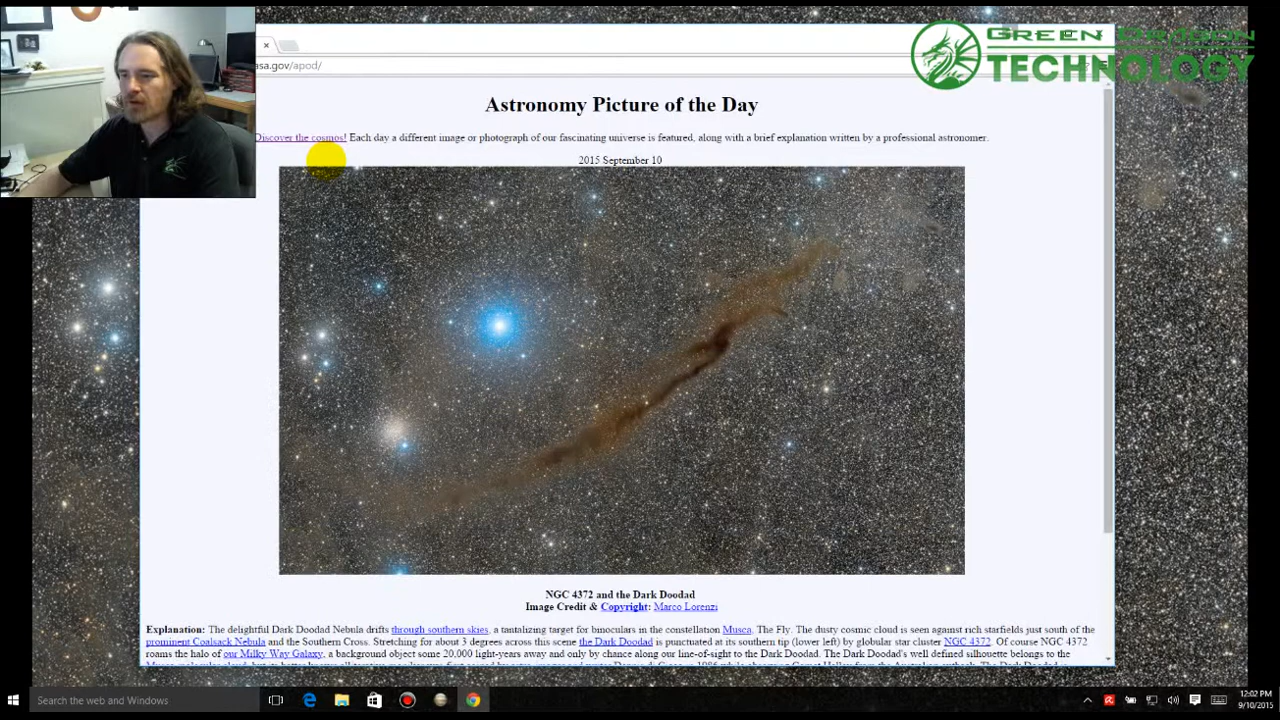 GREEN DRAGON
TECHNOLOGY
asa.gov/apod/
Astronomy Picture of the Day
Discover the cosmos! Each day a different image or photograph of our fascinating universe is featured, along with a brief explanation written by a professional astronomer.
2015 September 10
NGC 4372 and the Dark Doodad
Image Credit & Copyright: Marco Lorenzi
Explanation: The delightful Dark Doodad Nebula drifts through southern skies, a tantalizing target for binoculars in the constellation Musca, The Fly. The dusty cosmic cloud is seen against rich starfields just south of the
prominent Coalsack Nebula and the Southern Cross. Stretching for about 3 degrees across this scene the Dark Doodad is punctuated at its southern tip (lower left) by globular star cluster NGC 4372. Of course NGC 4372
roams the halo of our Milky Way Galaxy, a background object some 20,000 light-years away and only by chance along our line-of-sight to the Dark Doodad. The Dark Doodad's well defined silhouette belongs to the
Search the web and Windows
12:02 PM
9/10/2015